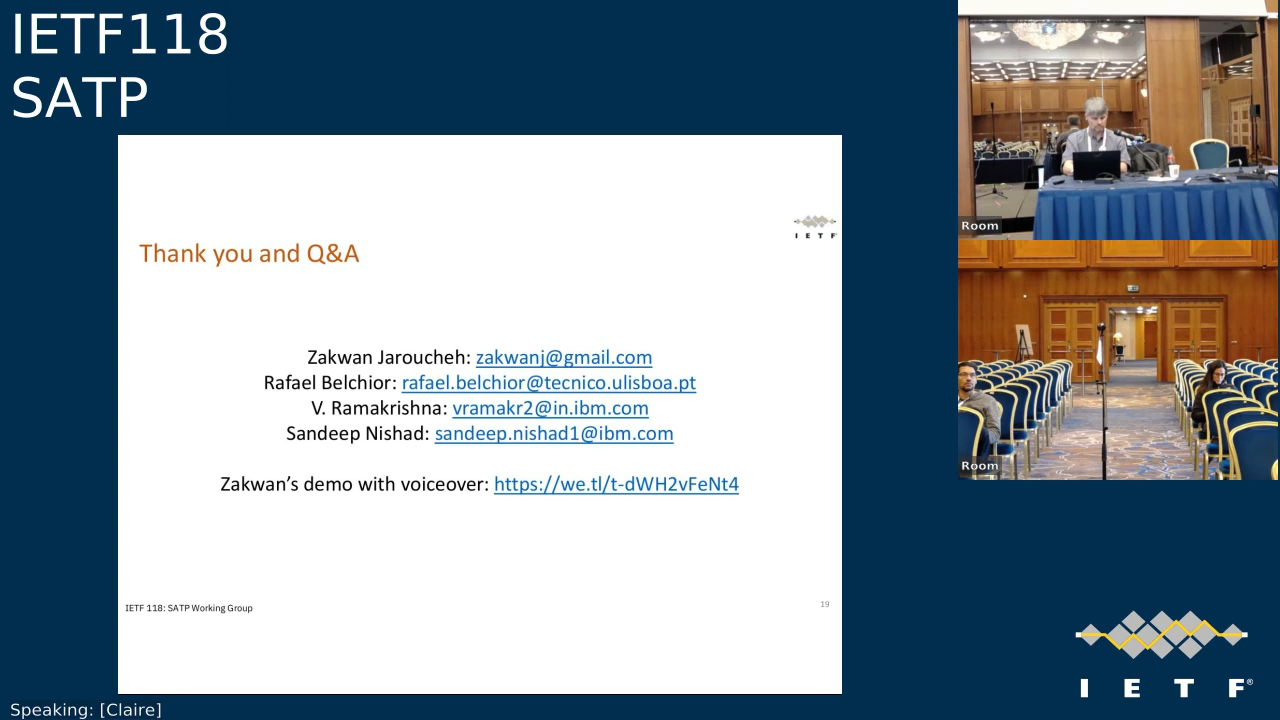 IETF118
SATP
I E T F
Thank you and Q&A
Zakwan Jaroucheh: zakwanj@gmail.com
Rafael Belchior: rafael.belchior@tecnico.ulisboa.pt
V. Ramakrishna: vramakr2@in.ibm.com
Sandeep Nishad: sandeep.nishad1@ibm.com
Zakwan’s demo with voiceover: https://we.tl/t-dWH2vFeNt4
IETF 118: SATP Working Group
19
Room
Room
I E T F®
Speaking: [Claire]